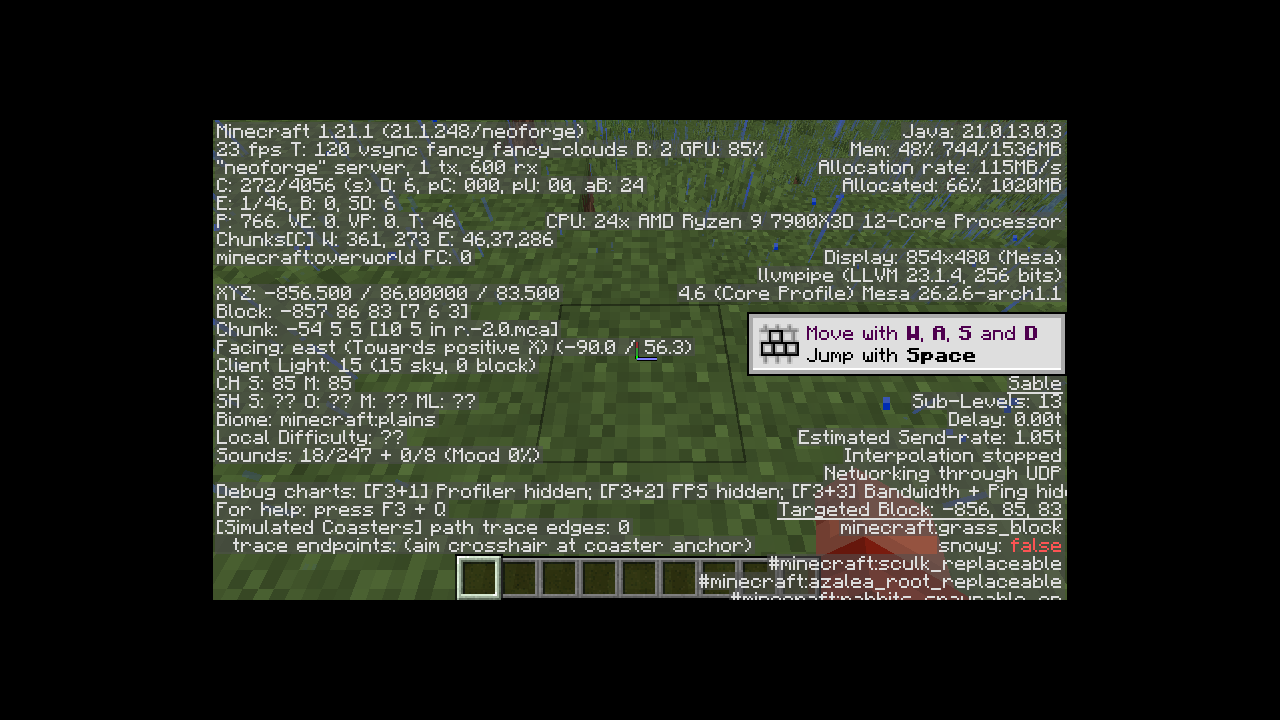 Minecraft 1.21.1 (21.1.248/neoforge)
23 fps T: 120 vsync fancy fancy-clouds B: 2 GPU: 85%
"neoforge" server, 1 tx, 600 rx
C: 272/4056 (s) D: 6, pC: 000, pU: 00, aB: 24
E: 1/46, B: 0, SD: 6
P: 766. VE: 0. VP: 0. T: 46
Chunks[C] W: 361, 273 E: 46,37,286
minecraft:overworld FC: 0
XYZ: -856.500 / 86.00000 / 83.500
Block: -857 86 83 [7 6 3]
Chunk: -54 5 5 [10 5 in r.-2.0.mca]
Facing: east (Towards positive X) (-90.0 / 56.3)
Client Light: 15 (15 sky, 0 block)
CH S: 85 M: 85
SH S: ?? O: ?? M: ?? ML: ??
Biome: minecraft:plains
Local Difficulty: ??
Sounds: 18/247 + 0/8 (Mood 0%)
Debug charts: [F3+1] Profiler hidden; [F3+2] FPS hidden; [F3+3] Bandwidth + Ping hid
For help: press F3 + Q
[Simulated Coasters] path trace edges: 0
trace endpoints: (aim crosshair at coaster anchor)
Java: 21.0.13.0.3
Mem: 48% 744/1536MB
Allocation rate: 115MB/s
Allocated: 66% 1020MB
CPU: 24x AMD Ryzen 9 7900X3D 12-Core Processor
Display: 854x480 (Mesa)
llvmpipe (LLVM 23.1.4, 256 bits)
4.6 (Core Profile) Mesa 26.2.6-arch1.1
Move with W, A, S and D
Jump with Space
Sable
Sub-Levels: 13
Delay: 0.00t
Estimated Send-rate: 1.05t
Interpolation stopped
Networking through UDP
Targeted Block: -856, 85, 83
minecraft:grass_block
snowy: false
#minecraft:sculk_replaceable
#minecraft:azalea_root_replaceable